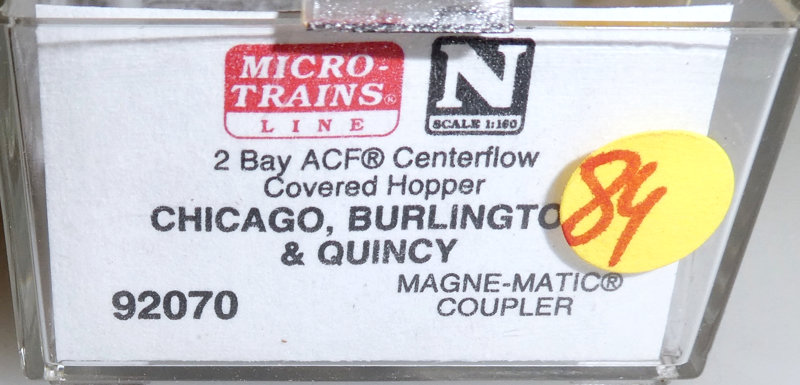 MICRO-
TRAINS®
LINE
N
SCALE 1:160
2 Bay ACF® Centerflow
Covered Hopper
CHICAGO, BURLINGTO
& QUINCY
84
92070
MAGNE-MATIC®
COUPLER